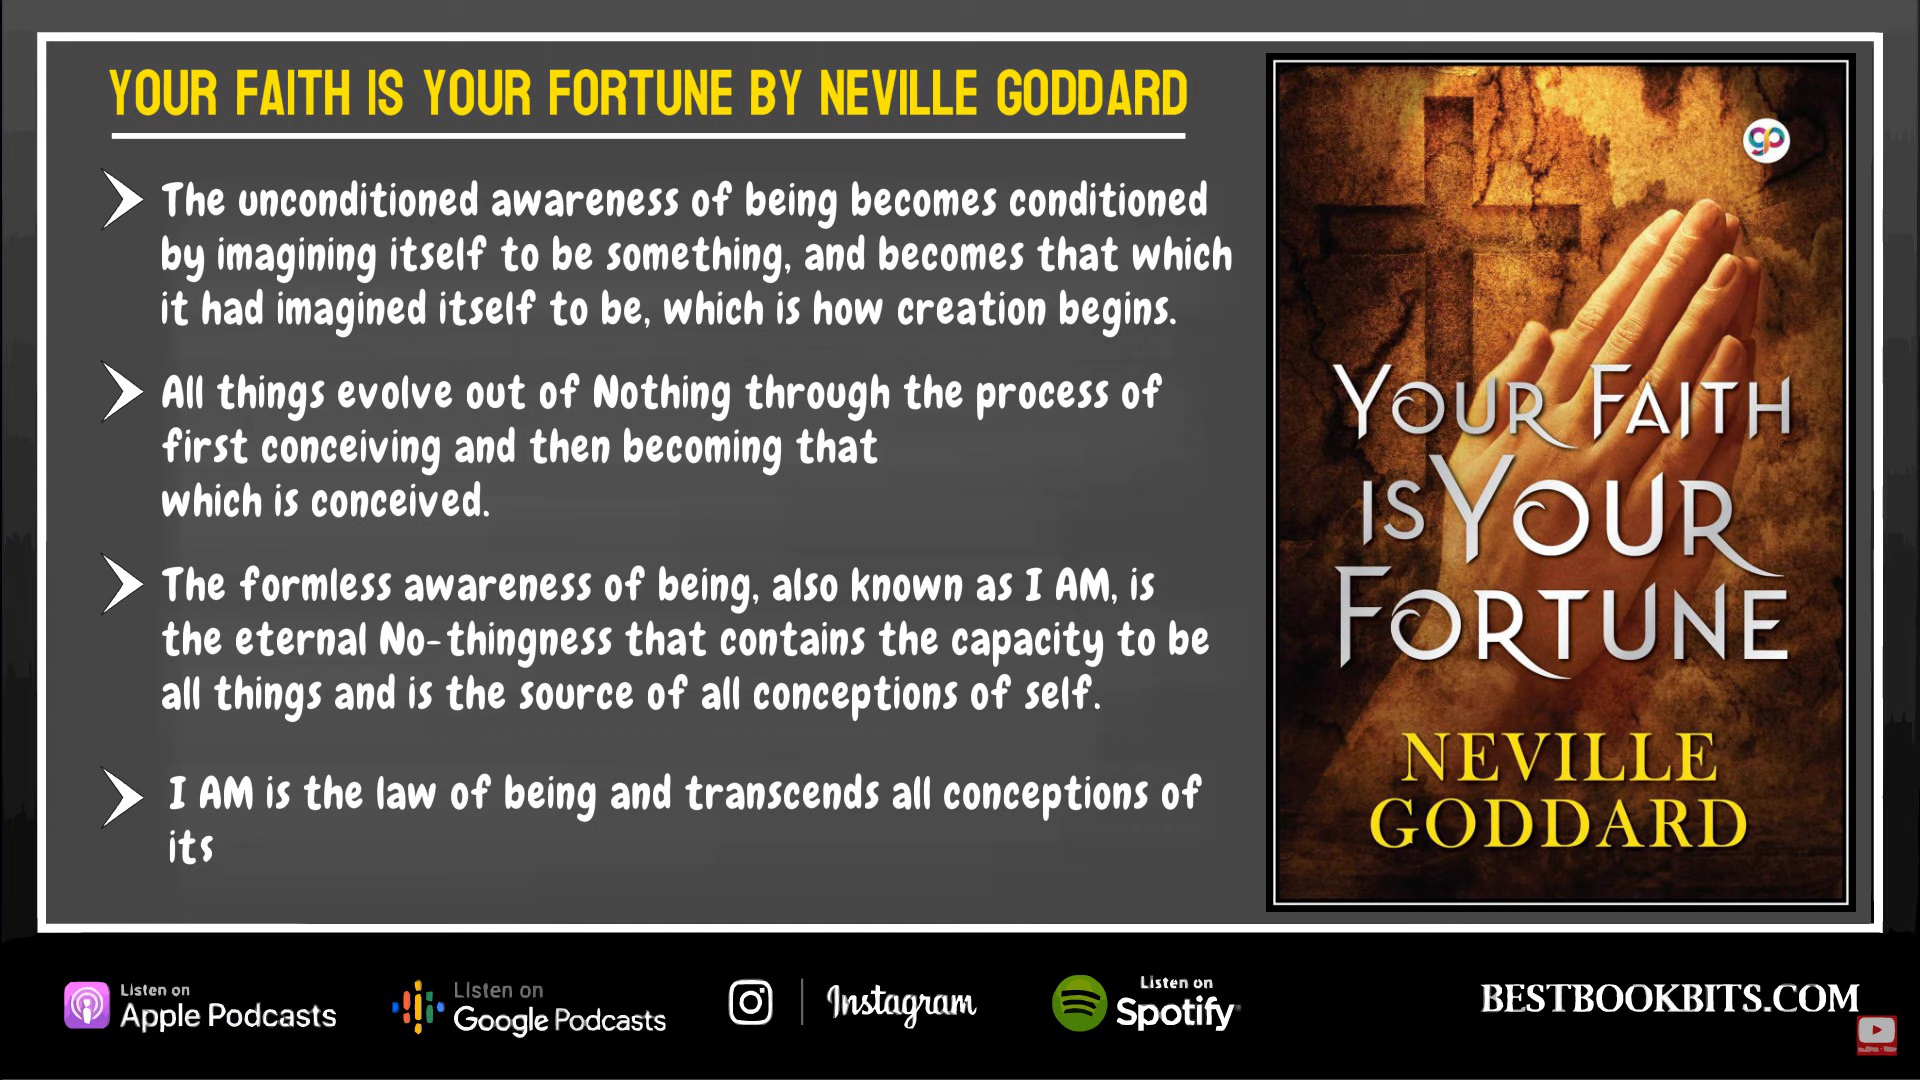 YOUR FAITH IS YOUR FORTUNE BY NEVILLE GODDARD
The unconditioned awareness of being becomes conditioned
by imagining itself to be something, and becomes that which
it had imagined itself to be, which is how creation begins.
All things evolve out of Nothing through the process of
first conceiving and then becoming that
which is conceived.
The formless awareness of being, also known as I AM, is
the eternal No-thingness that contains the capacity to be
all things and is the source of all conceptions of self.
I AM is the law of being and transcends all conceptions of
its
gp
YOUR FAITH
IS YOUR
FORTUNE
NEVILLE
GODDARD
Listen on
Apple Podcasts
Listen on
Google Podcasts
Instagram
Listen on
Spotify
BESTBOOKBITS.COM